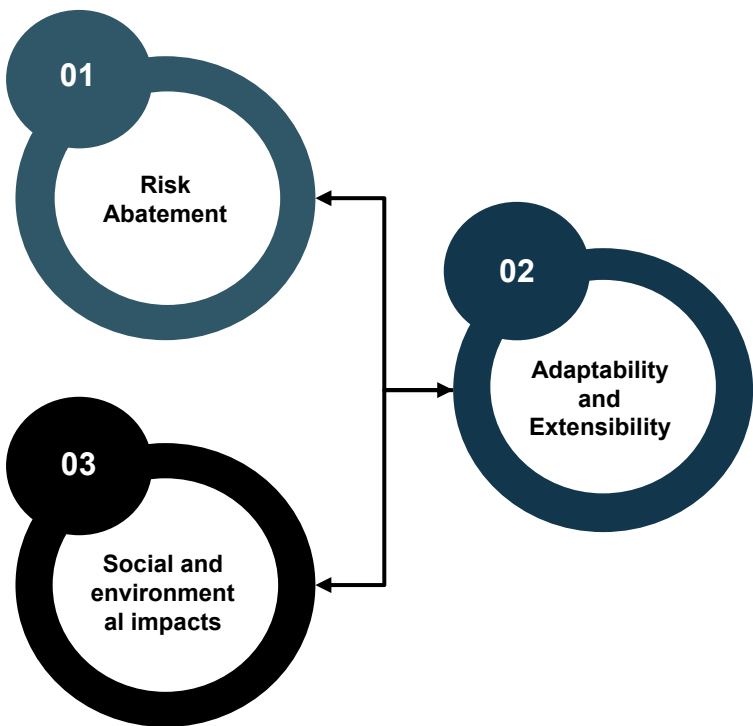 01
Risk
Abatement
02
Adaptability
and
Extensibility
03
Social and
environment
al impacts